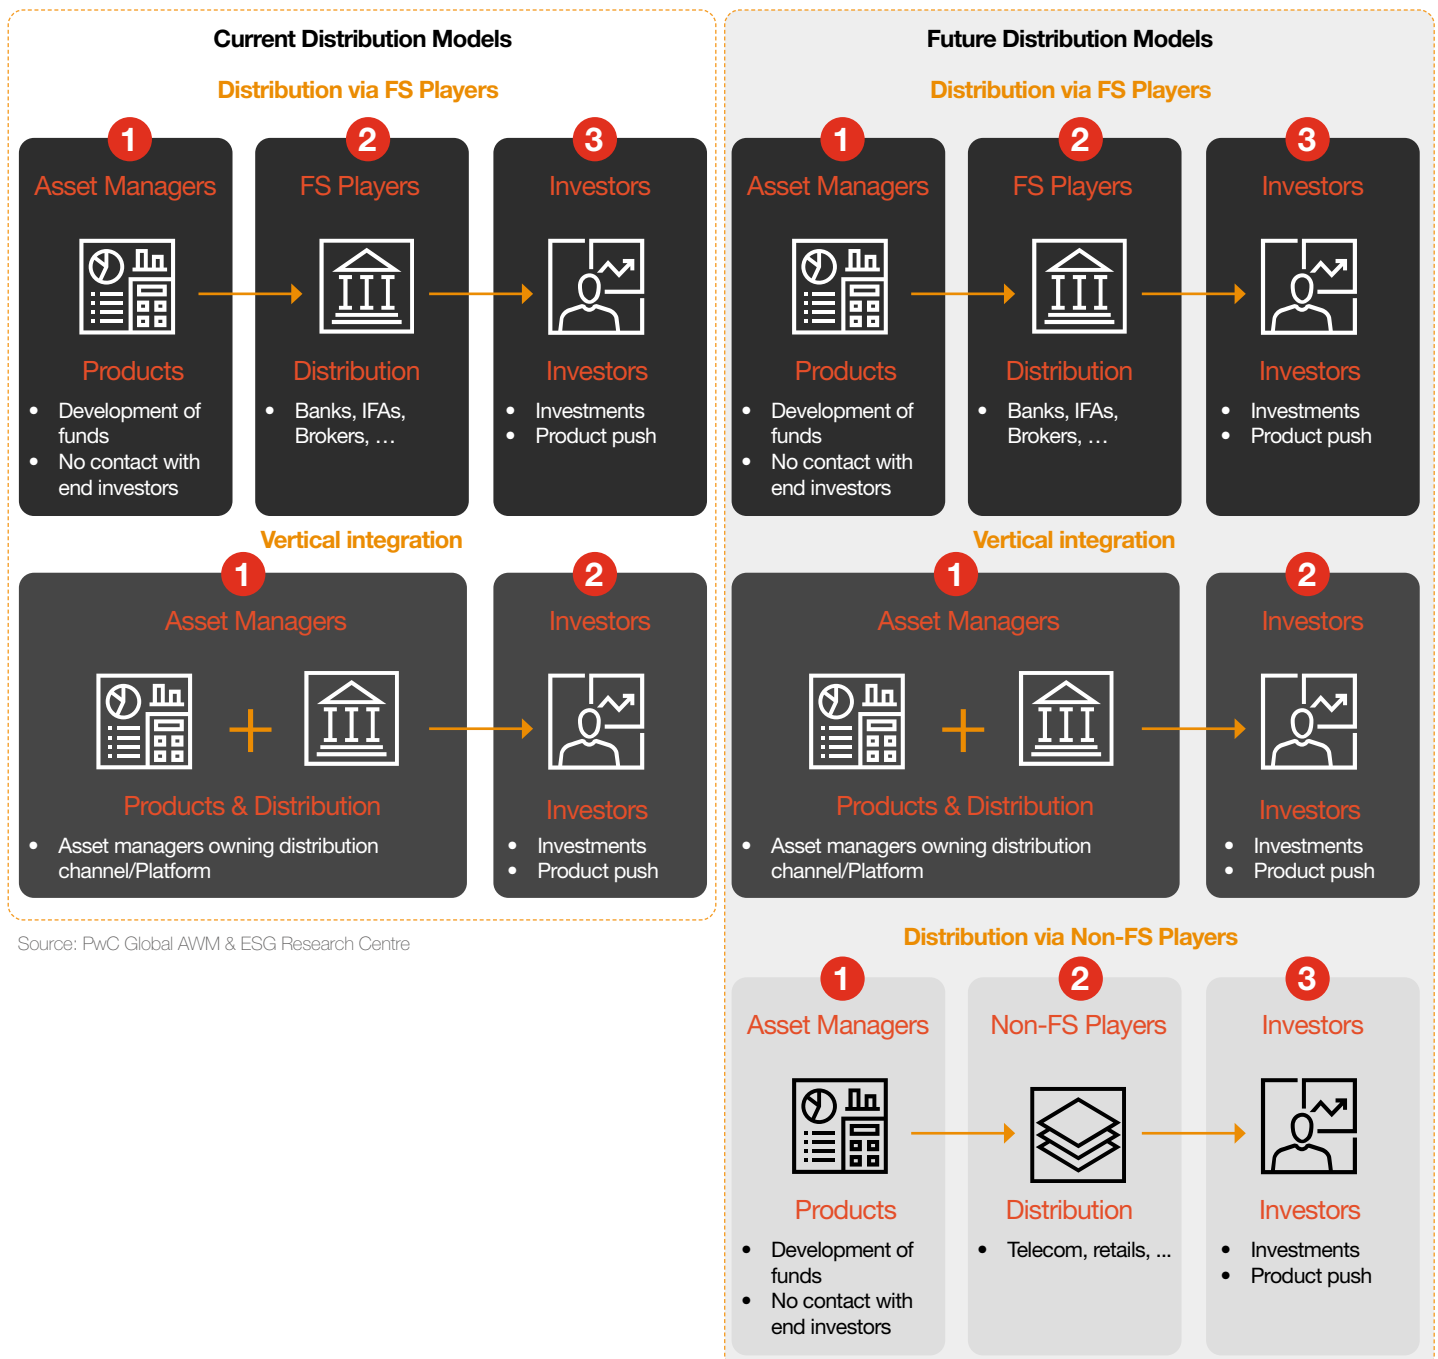 Current Distribution Models
Distribution via FS Players
1
Asset Managers
Products
• Development of
funds
• No contact with
end investors
2
FS Players
Distribution
• Banks, IFAs,
Brokers, …
3
Investors
Investors
• Investments
• Product push
Vertical integration
1
Asset Managers
Products & Distribution
• Asset managers owning distribution
channel/Platform
2
Investors
Investors
• Investments
• Product push
Source: PwC Global AWM & ESG Research Centre
Future Distribution Models
Distribution via FS Players
1
Asset Managers
Products
• Development of
funds
• No contact with
end investors
2
FS Players
Distribution
• Banks, IFAs,
Brokers, …
3
Investors
Investors
• Investments
• Product push
Vertical integration
1
Asset Managers
Products & Distribution
• Asset managers owning distribution
channel/Platform
2
Investors
Investors
• Investments
• Product push
Distribution via Non-FS Players
1
Asset Managers
Products
• Development of
funds
• No contact with
end investors
2
Non-FS Players
Distribution
• Telecom, retails, ...
3
Investors
Investors
• Investments
• Product push